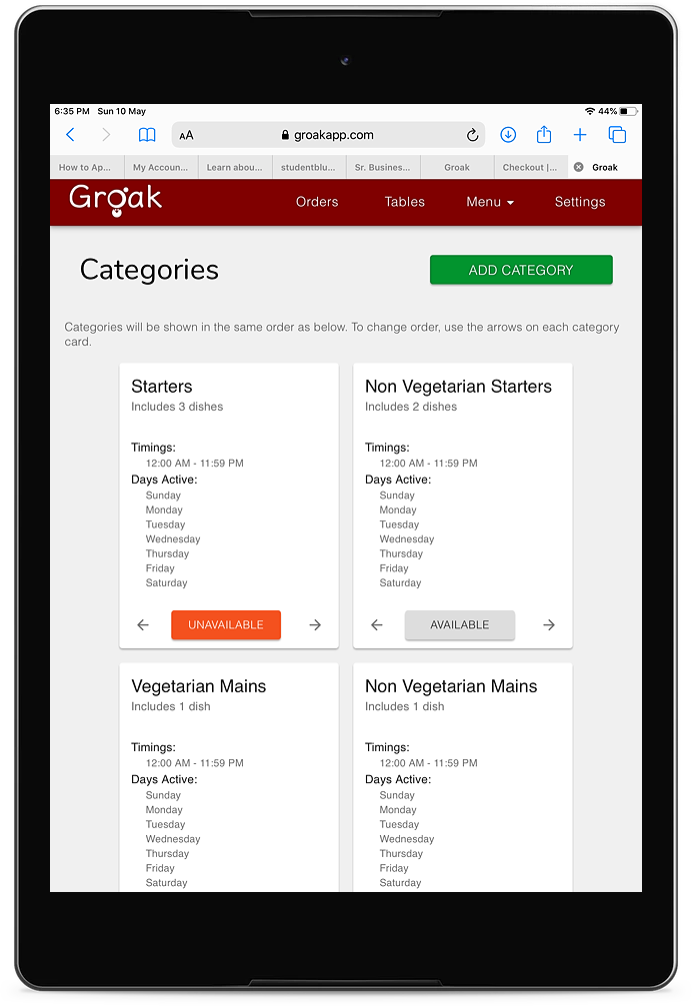 6:35 PM Sun 10 May
44%
AA
groakapp.com
How to Ap...
My Accoun...
Learn abou...
studentblu...
Sr. Busines...
Groak
Checkout |...
Groak
Groak
Orders
Tables
Menu
Settings
Categories
ADD CATEGORY
Categories will be shown in the same order as below. To change order, use the arrows on each category
card.
Starters
Includes 3 dishes
Timings:
12:00 AM - 11:59 PM
Days Active:
Sunday
Monday
Tuesday
Wednesday
Thursday
Friday
Saturday
UNAVAILABLE
Non Vegetarian Starters
Includes 2 dishes
Timings:
12:00 AM - 11:59 PM
Days Active:
Sunday
Monday
Tuesday
Wednesday
Thursday
Friday
Saturday
AVAILABLE
Vegetarian Mains
Includes 1 dish
Timings:
12:00 AM - 11:59 PM
Days Active:
Sunday
Monday
Tuesday
Wednesday
Thursday
Friday
Saturday
Non Vegetarian Mains
Includes 1 dish
Timings:
12:00 AM - 11:59 PM
Days Active:
Sunday
Monday
Tuesday
Wednesday
Thursday
Friday
Saturday